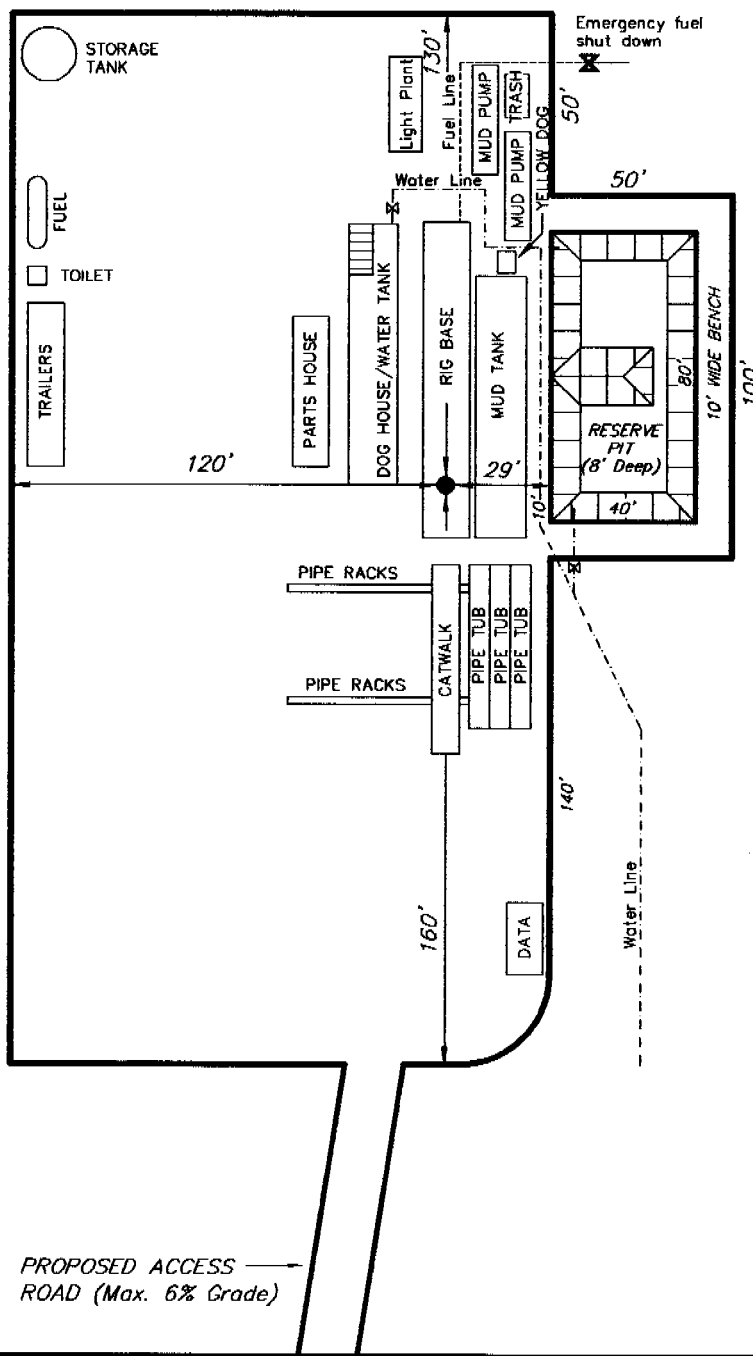 Emergency fuel
shut down
STORAGE
TANK
130'
Light Plant
Fuel Line
MUD PUMP
TRASH
50'
MUD PUMP
YELLOW DOG
Water Line
50'
FUEL
TOILET
TRAILERS
PARTS HOUSE
DOG HOUSE/WATER TANK
RIG BASE
MUD TANK
80'
10' WIDE BENCH
100'
RESERVE
PIT
(8' Deep)
120'
29'
10'
40'
PIPE RACKS
CATWALK
PIPE TUB
PIPE TUB
PIPE TUB
PIPE RACKS
140'
160'
DATA
Water Line
PROPOSED ACCESS
ROAD (Max. 6% Grade)